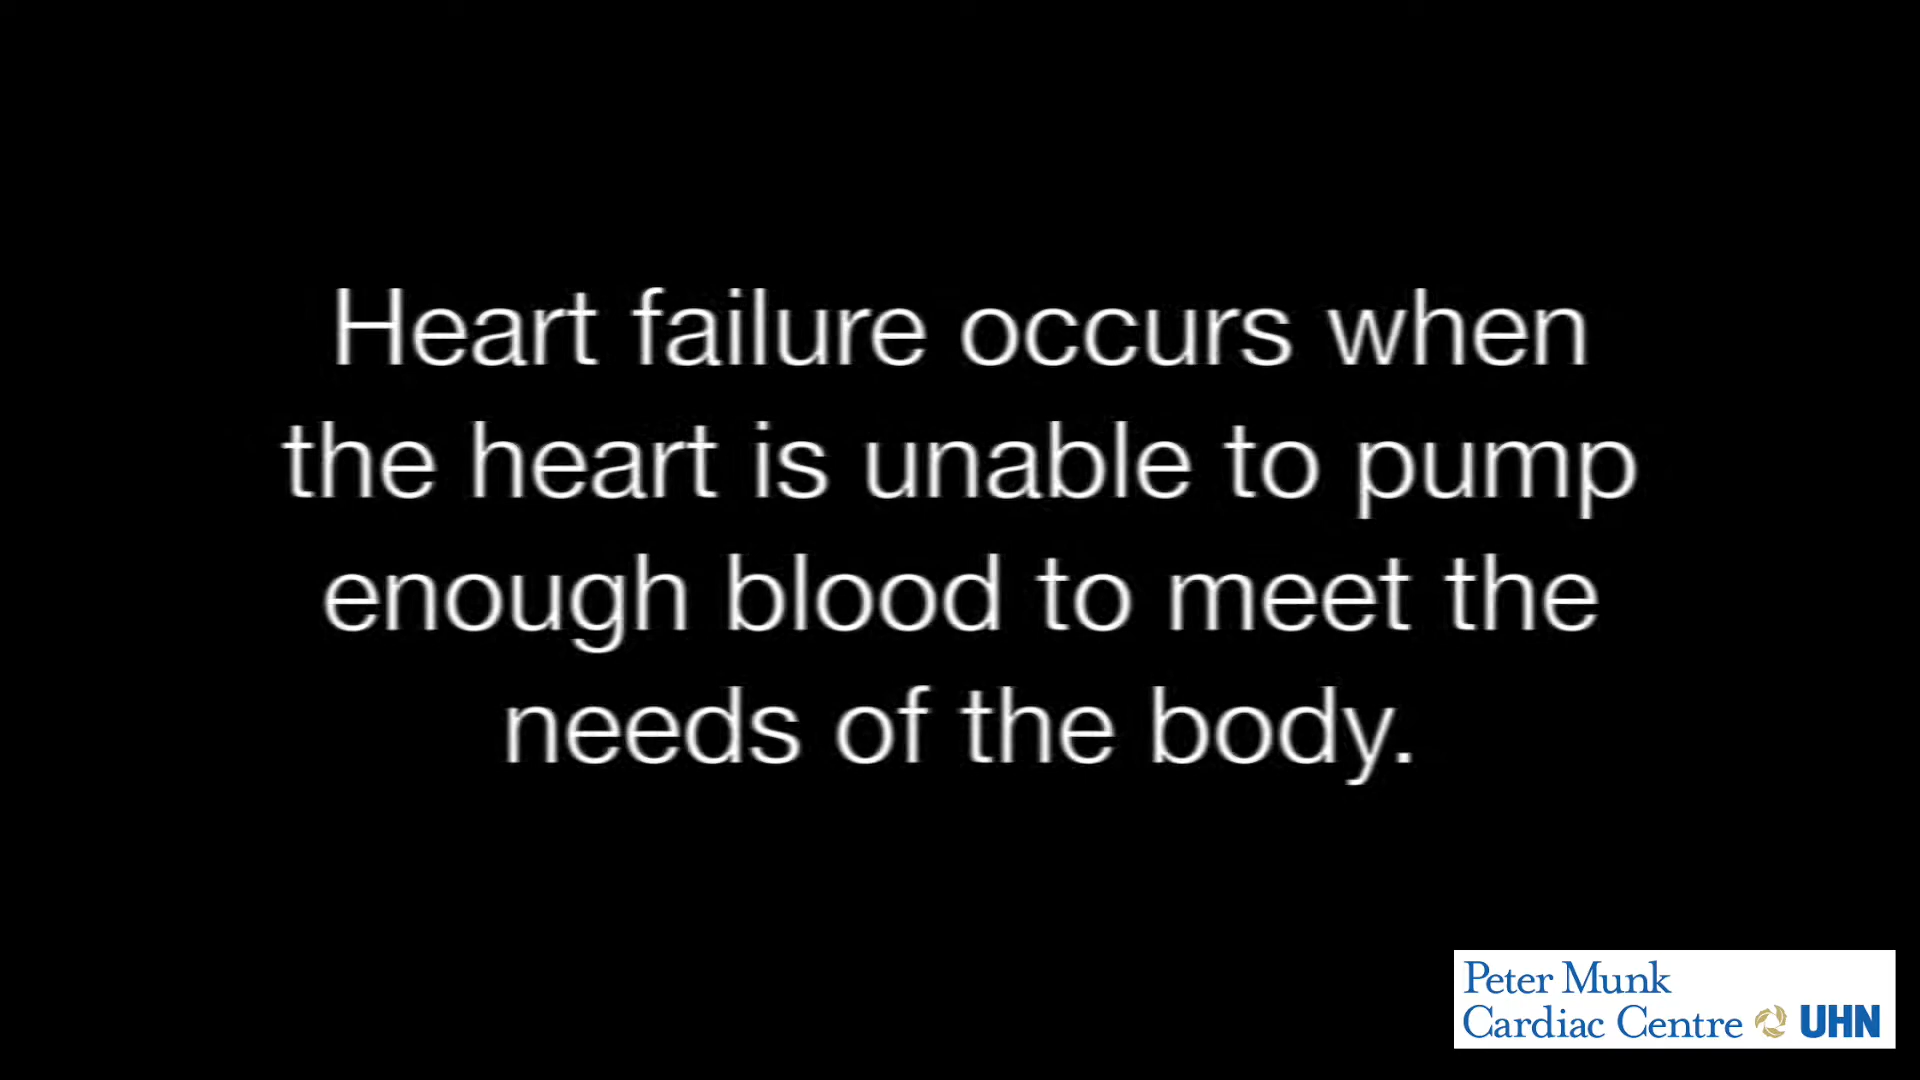 Heart failure occurs when
the heart is unable to pump
enough blood to meet the
needs of the body.
Peter Munk
Cardiac Centre UHN